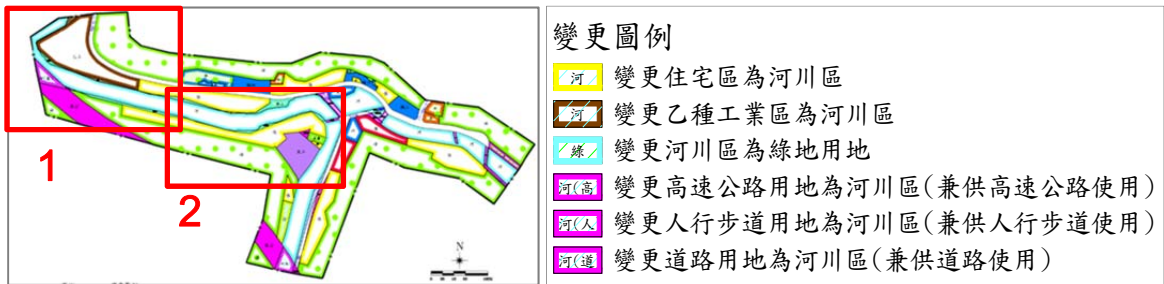 1
2
N
變更圖例
河 變更住宅區為河川區
河 變更乙種工業區為河川區
綠 變更河川區為綠地用地
河(高 變更高速公路用地為河川區(兼供高速公路使用)
河(人 變更人行步道用地為河川區(兼供人行步道使用)
河(道 變更道路用地為河川區(兼供道路使用)